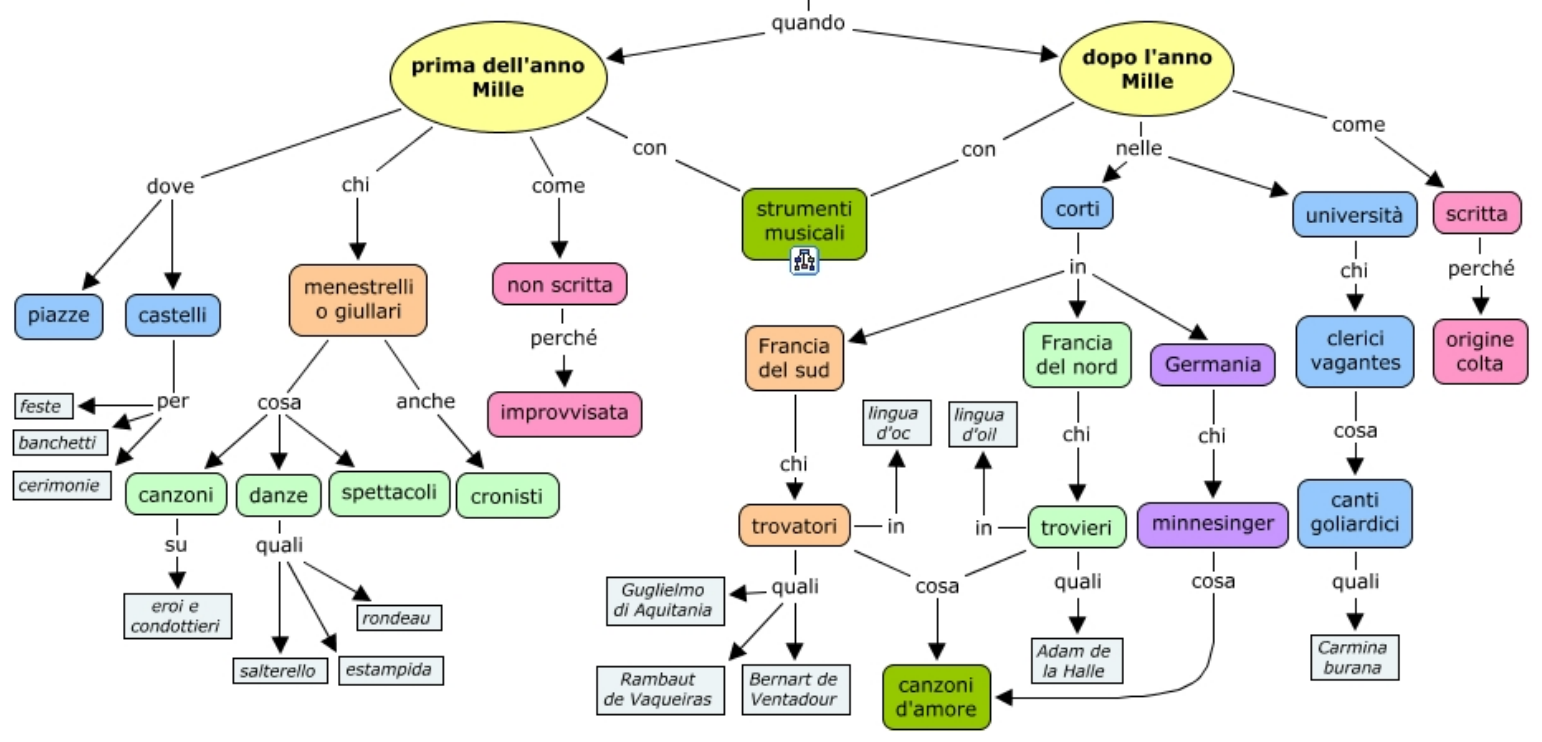 quando
prima dell'anno
Mille
dopo l'anno
Mille
dove
chi
come
con
con
nelle
come
strumenti
musicali
corti
università
scritta
piazze
castelli
menestrelli
o giullari
non scritta
in
chi
perché
perché
improvvisata
Francia
del sud
Francia
del nord
Germania
clerici
vagantes
origine
colta
per
feste
banchetti
cerimonie
cosa
anche
canzoni
danze
spettacoli
cronisti
lingua
d'oc
lingua
d'oil
chi
chi
chi
cosa
trovatori
in
in
trovieri
minnesinger
canti
goliardici
su
quali
eroi e
condottieri
salterello
estampida
rondeau
quali
cosa
quali
cosa
quali
Guglielmo
di Aquitania
Rambaut
de Vaqueiras
Bernart de
Ventadour
canzoni
d'amore
Adam de
la Halle
Carmina
burana